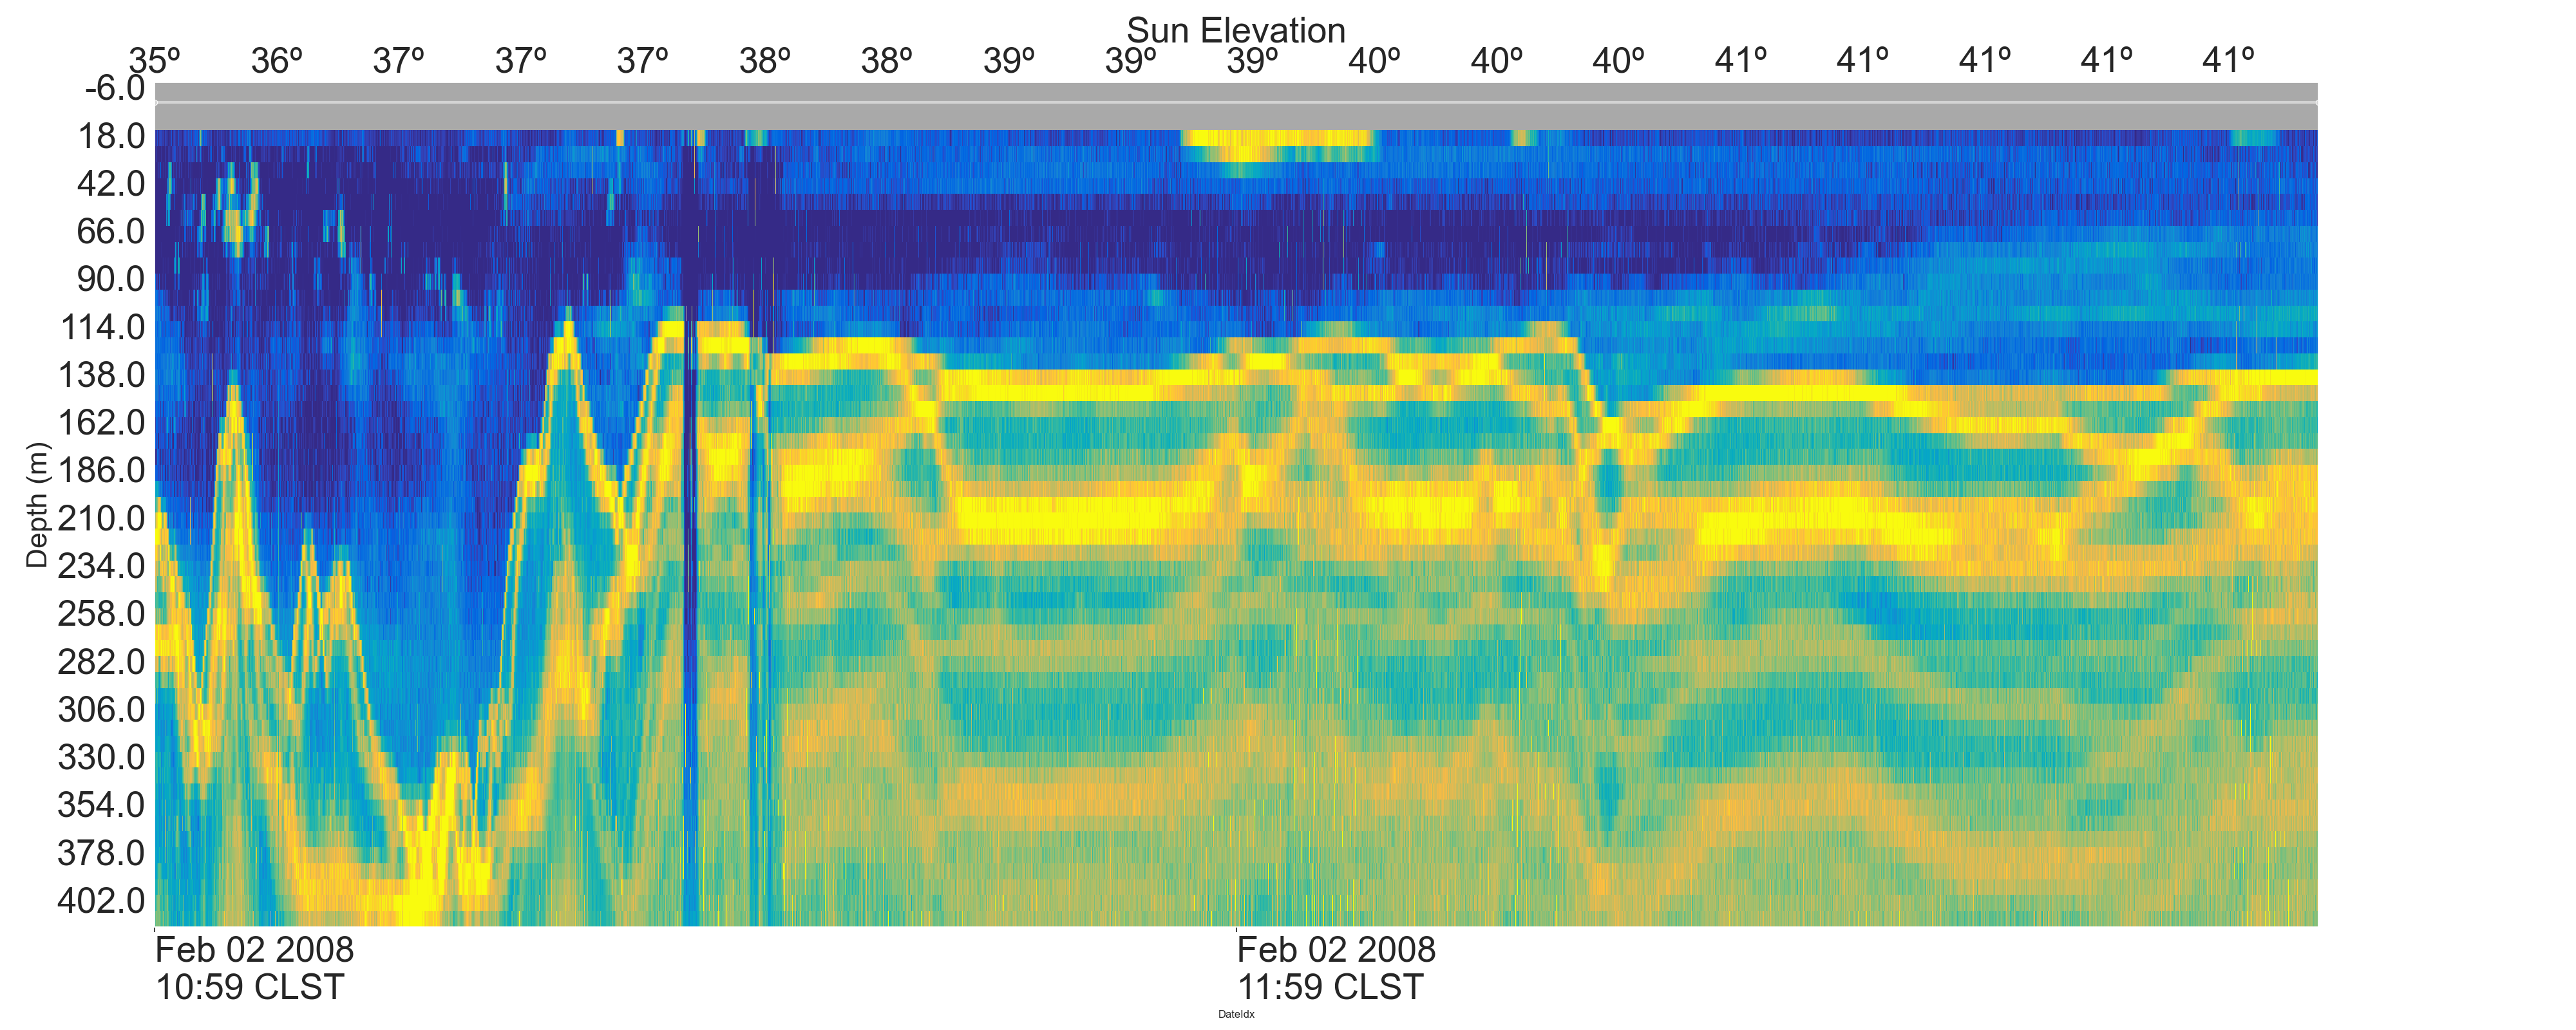 Sun Elevation
35º 36º 37º 37º 37º 38º 38º 39º 39º 39º 40º 40º 40º 41º 41º 41º 41º 41º
-6.0
18.0
42.0
66.0
90.0
114.0
138.0
162.0
186.0
210.0
234.0
258.0
282.0
306.0
330.0
354.0
378.0
402.0
Depth (m)
Feb 02 2008
10:59 CLST
Feb 02 2008
11:59 CLST
DateIdx